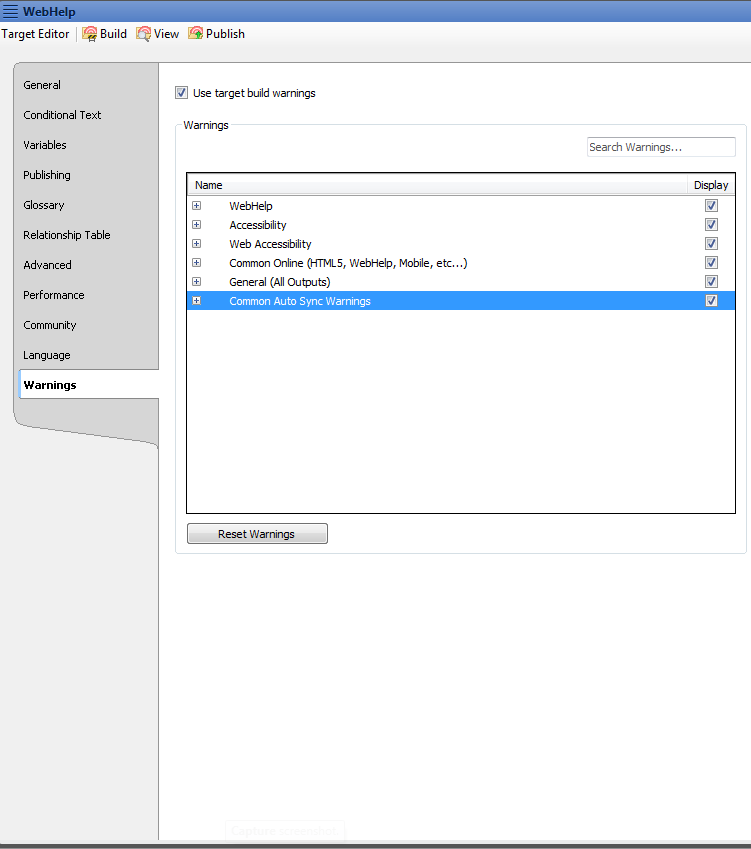 WebHelp
Target Editor Build View Publish
General
Conditional Text
Variables
Publishing
Glossary
Relationship Table
Advanced
Performance
Community
Language
Warnings
Use target build warnings
Warnings
Search Warnings...
Name Display
WebHelp
Accessibility
Web Accessibility
Common Online (HTML5, WebHelp, Mobile, etc...)
General (All Outputs)
Common Auto Sync Warnings
Reset Warnings